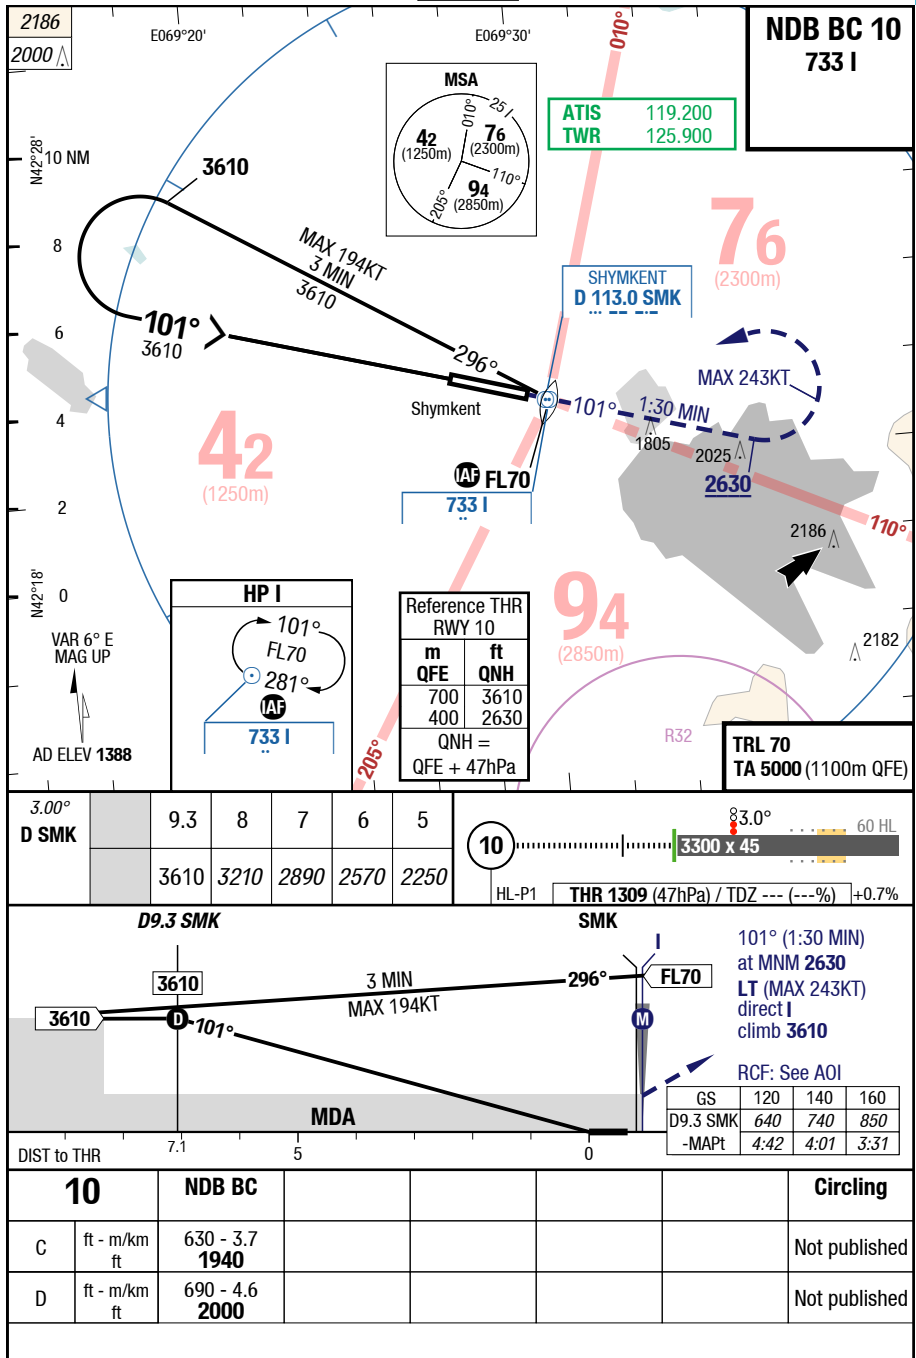 2186
2000
E069°20'
E069°30'
NDB BC 10
733 I
MSA
010°
25 I
42
(1250m)
76
(2300m)
110°
94
(2850m)
205°
ATIS 119.200
TWR 125.900
010°
N42°28'
10 NM
8
6
4
2
0
N42°18'
3610
MAX 194KT
3 MIN
3610
101°
3610
296°
Shymkent
SHYMKENT
D 113.0 SMK
76
(2300m)
MAX 243KT
101°
1:30 MIN
1805
2025
2630
42
(1250m)
IAF FL70
733 I
110°
2186
94
(2850m)
2182
VAR 6° E
MAG UP
AD ELEV 1388
HP I
101°
FL70
281°
IAF
733 I
205°
Reference THR
RWY 10
m ft
QFE QNH
700 3610
400 2630
QNH =
QFE + 47hPa
R32
TRL 70
TA 5000 (1100m QFE)
3.00°
D SMK
9.3 8 7 6 5
3610 3210 2890 2570 2250
10
3.0°
60 HL
3300 x 45
HL-P1
THR 1309 (47hPa) / TDZ --- (---%)
+0.7%
D9.3 SMK
SMK
I
3610
3 MIN
MAX 194KT
296°
FL70
3610
D
101°
M
MDA
101° (1:30 MIN)
at MNM 2630
LT (MAX 243KT)
direct I
climb 3610
RCF: See AOI
GS 120 140 160
D9.3 SMK 640 740 850
-MAPt 4:42 4:01 3:31
DIST to THR
7.1
5
0
10 NDB BC Circling
C ft - m/km 630 - 3.7 Not published
ft 1940
D ft - m/km 690 - 4.6 Not published
ft 2000